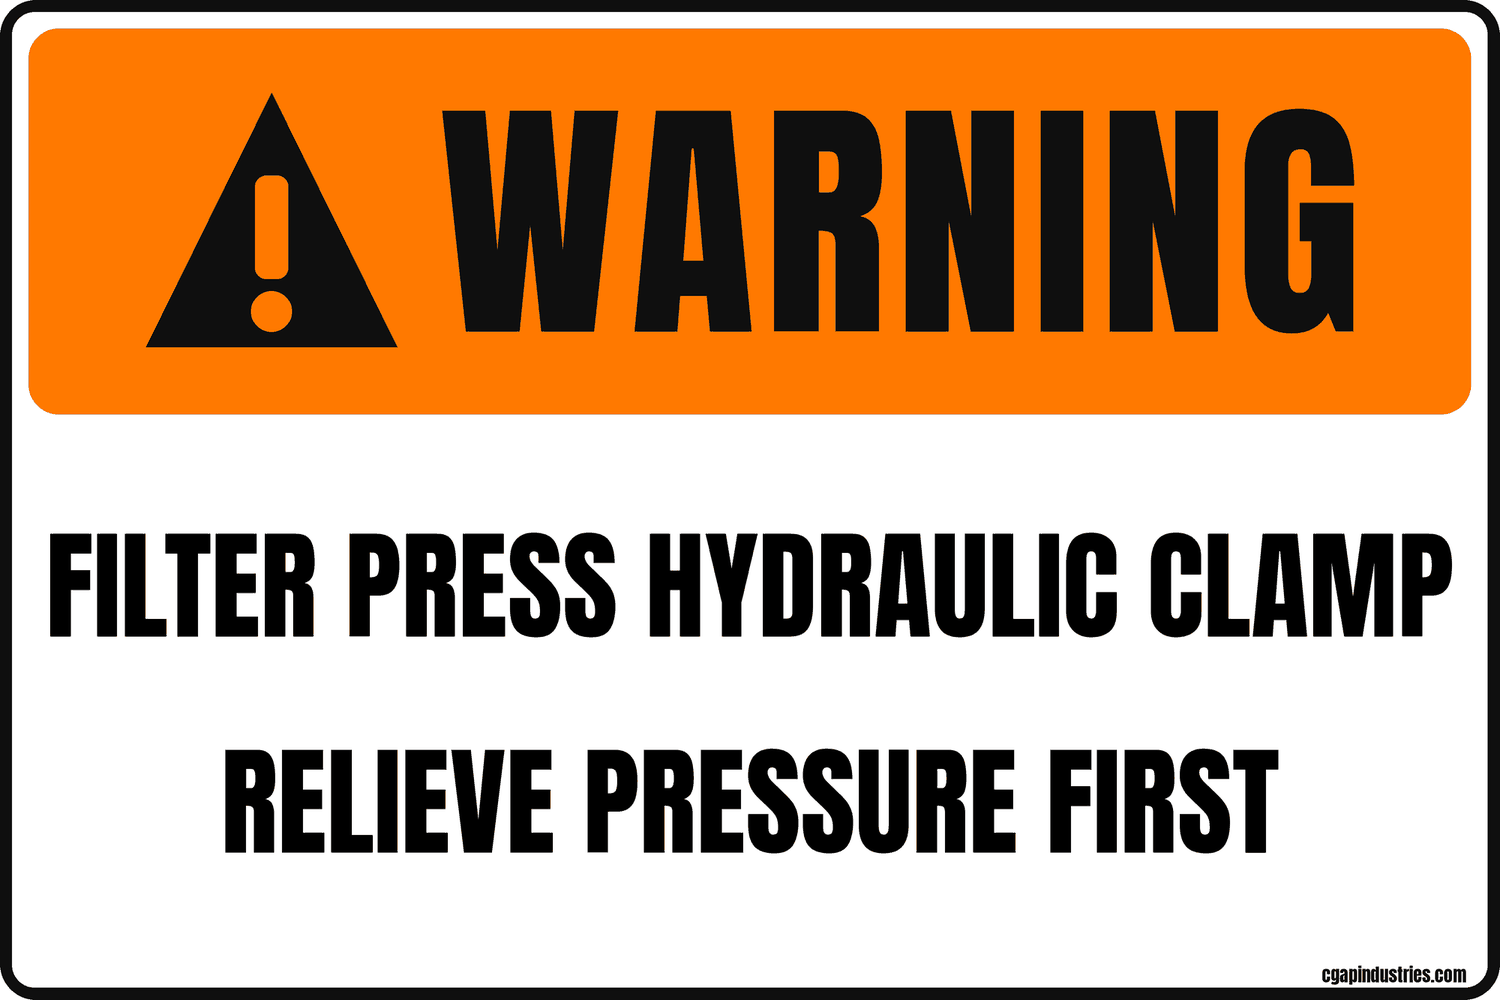 WARNING
FILTER PRESS HYDRAULIC CLAMP
RELIEVE PRESSURE FIRST
cgapindustries.com